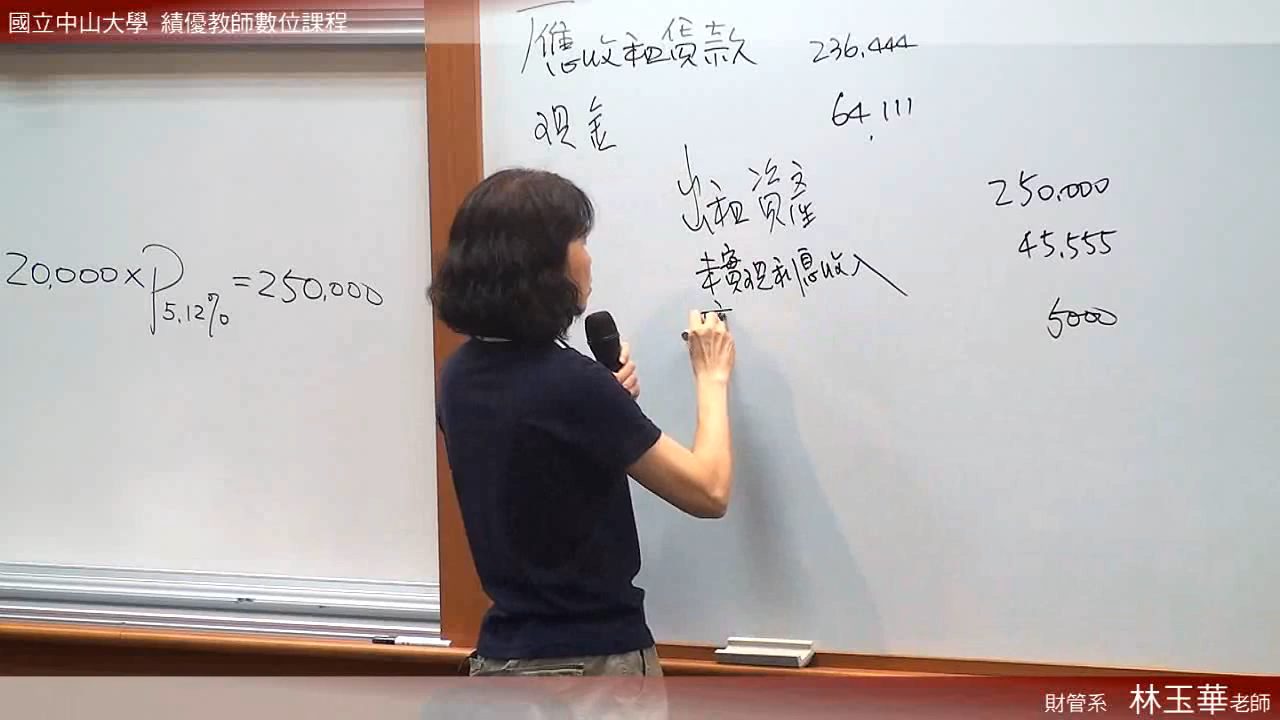 國立中山大學 績優教師數位課程
20,000×P5.12%=250,000
應收租賃款 236,444
現金 64,111
出租資產 250,000
未實現利息收入 45,555
5000
財管系 林玉華老師